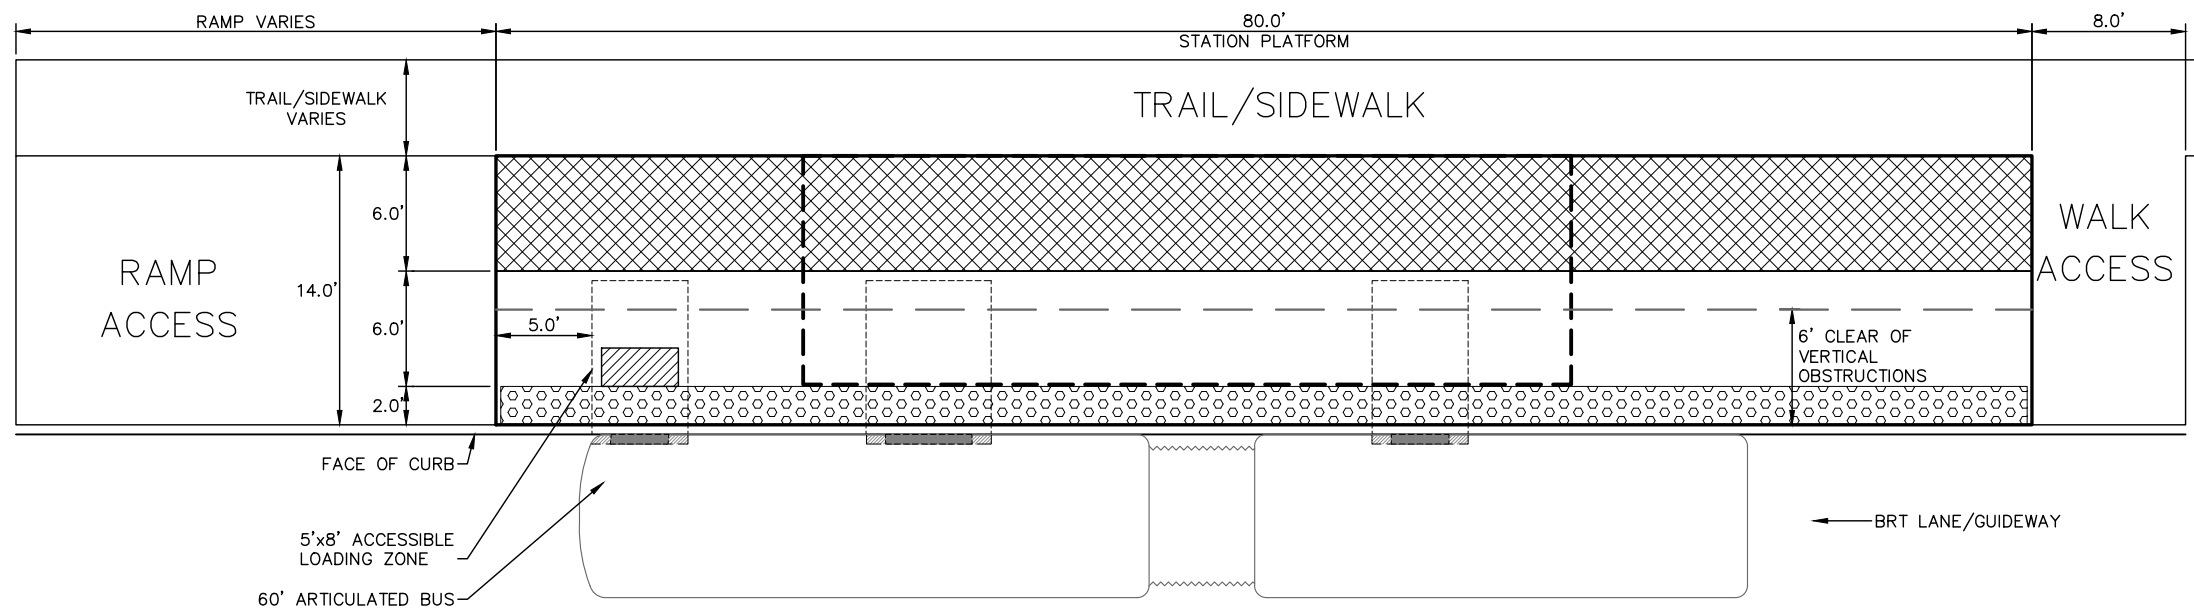 RAMP VARIES
80.0'
STATION PLATFORM
8.0'
TRAIL/SIDEWALK
VARIES
TRAIL/SIDEWALK
6.0'
WALK
ACCESS
RAMP
ACCESS
14.0'
6.0'
5.0'
6' CLEAR OF
VERTICAL
OBSTRUCTIONS
2.0'
FACE OF CURB
5'x8' ACCESSIBLE
LOADING ZONE
BRT LANE/GUIDEWAY
60' ARTICULATED BUS